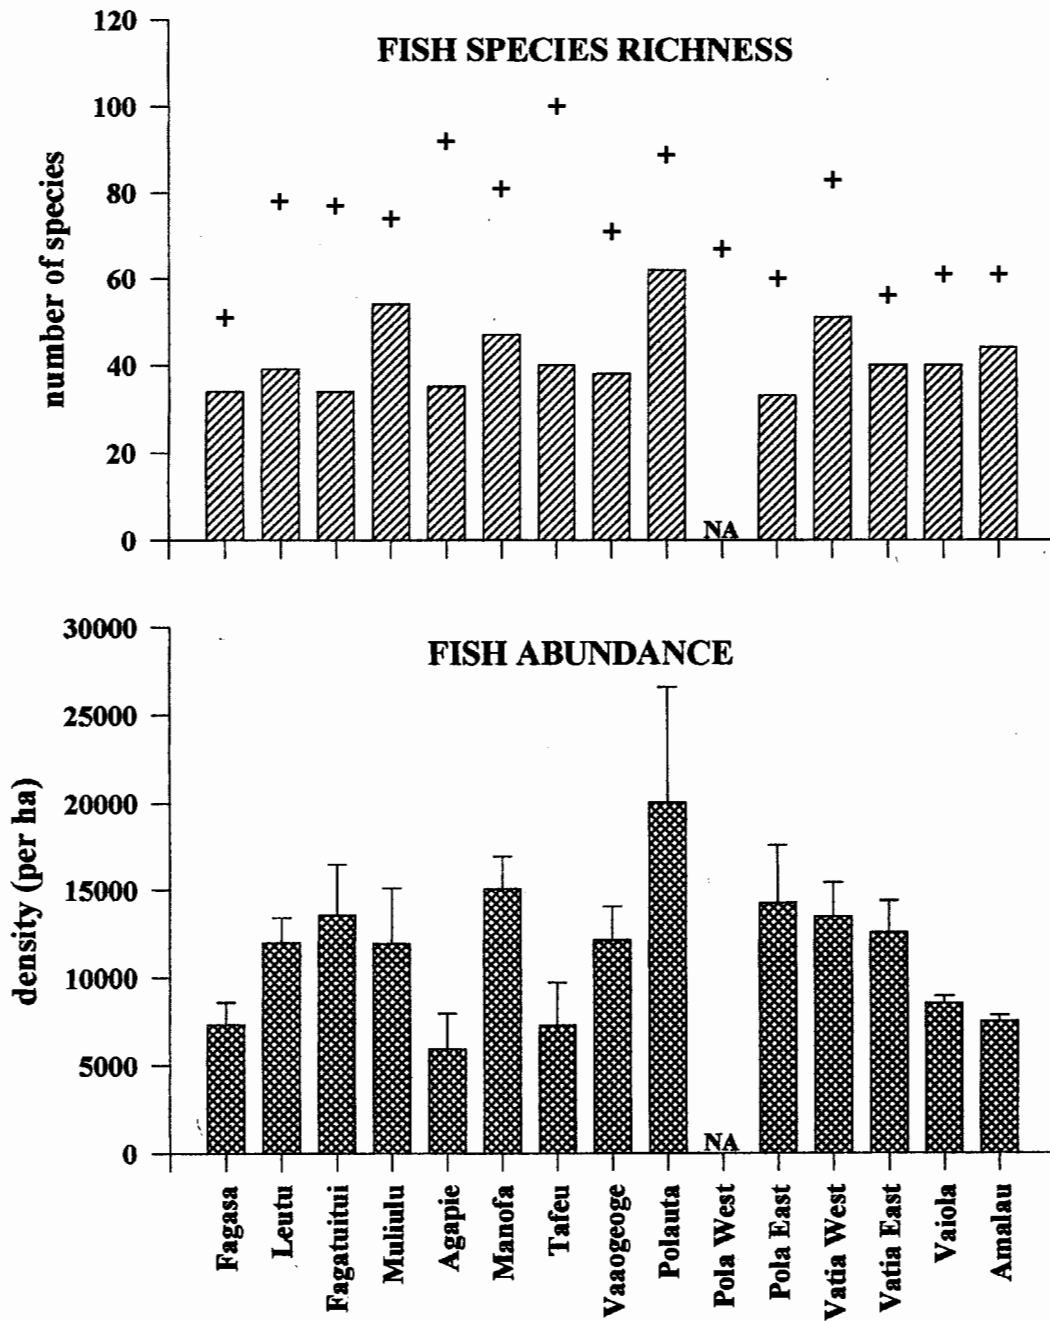 FISH SPECIES RICHNESS
number of species
120
100
80
60
40
20
0
NA
FISH ABUNDANCE
density (per ha)
30000
25000
20000
15000
10000
5000
0
NA
Fagasa
Leutu
Fagatuitui
Muliulu
Agapie
Manofa
Tafeu
Vaaogeoge
Polauta
Pola West
Pola East
Vatia West
Vatia East
Vaiola
Amalau